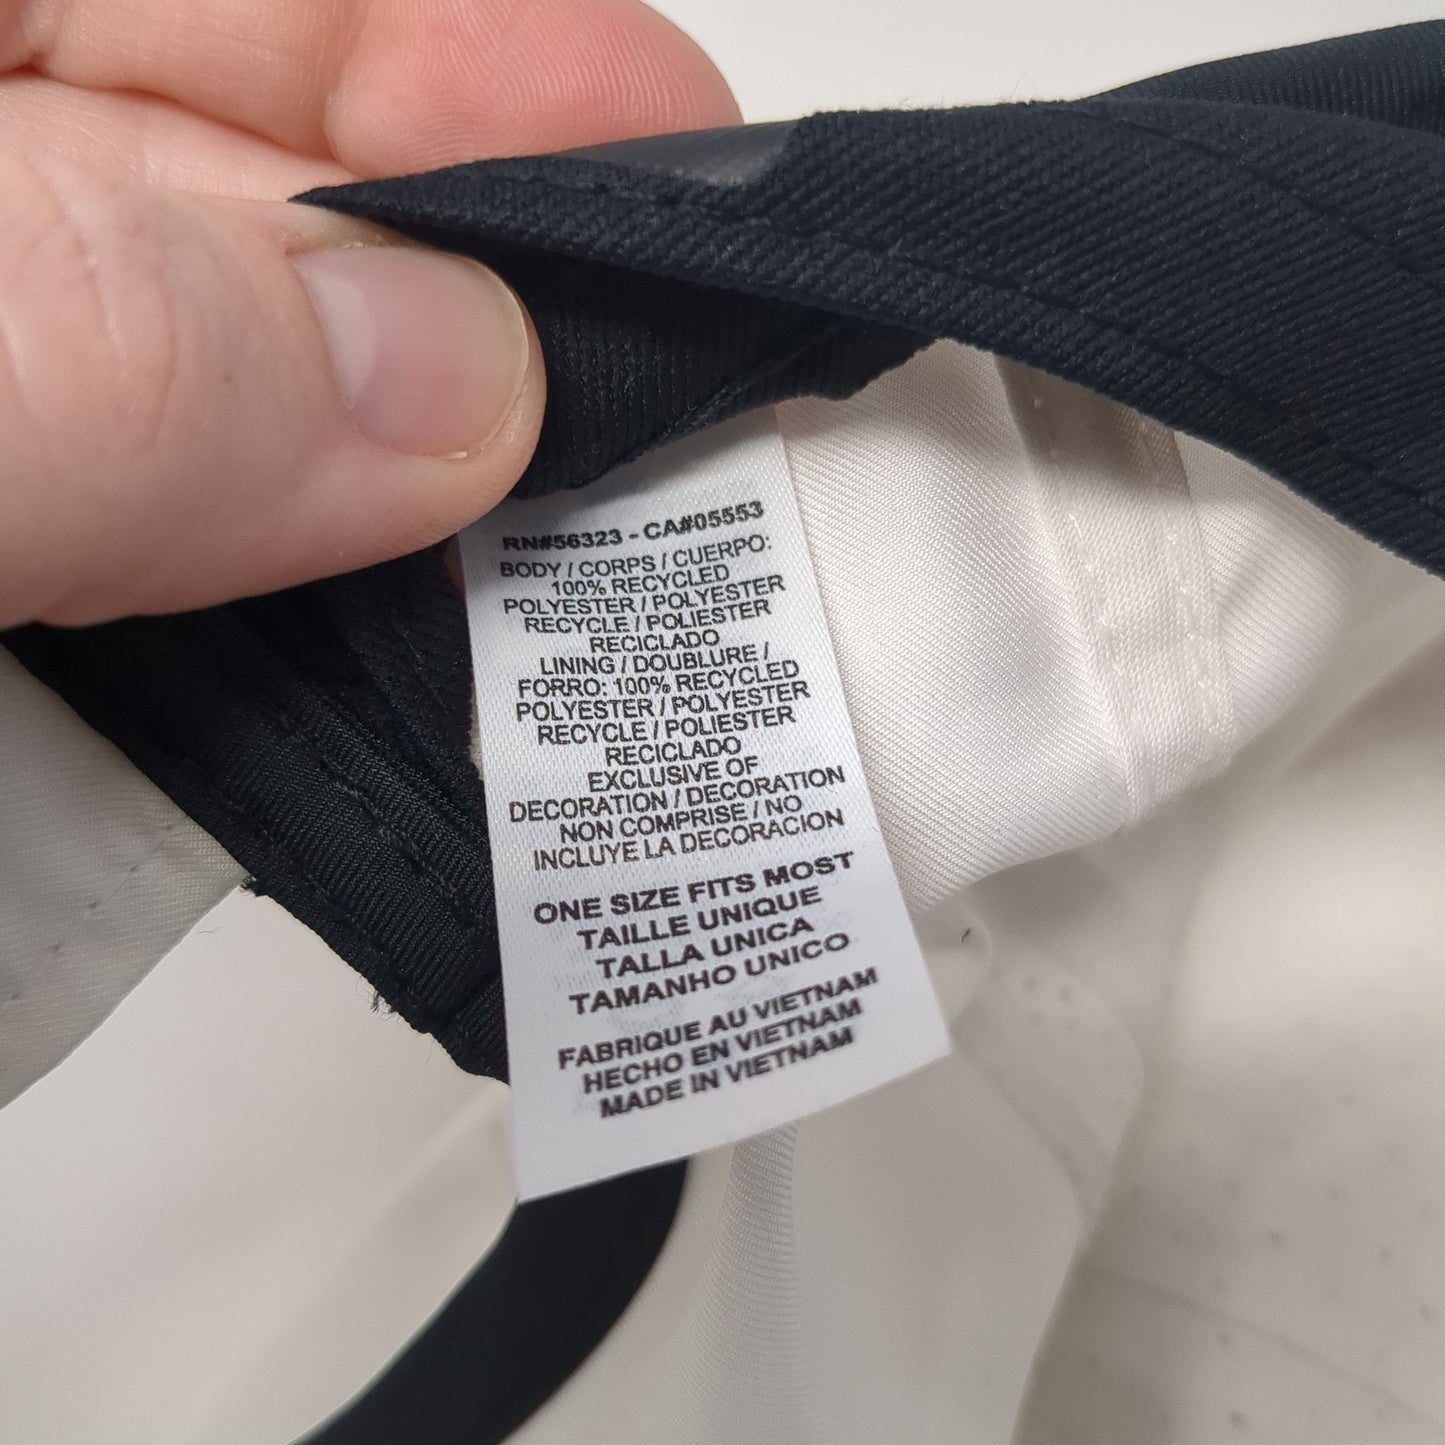 RN#56323 - CA#05553
BODY / CORPS / CUERPO:
100% RECYCLED
POLYESTER / POLYESTER
RECYCLE / POLIESTER
RECICLADO
LINING / DOUBLURE /
FORRO: 100% RECYCLED
POLYESTER / POLYESTER
RECYCLE / POLIESTER
RECICLADO
EXCLUSIVE OF
DECORATION / DECORATION
NON COMPRISE / NO
INCLUYE LA DECORACION
ONE SIZE FITS MOST
TAILLE UNIQUE
TALLA UNICA
TAMANHO UNICO
FABRIQUE AU VIETNAM
HECHO EN VIETNAM
MADE IN VIETNAM